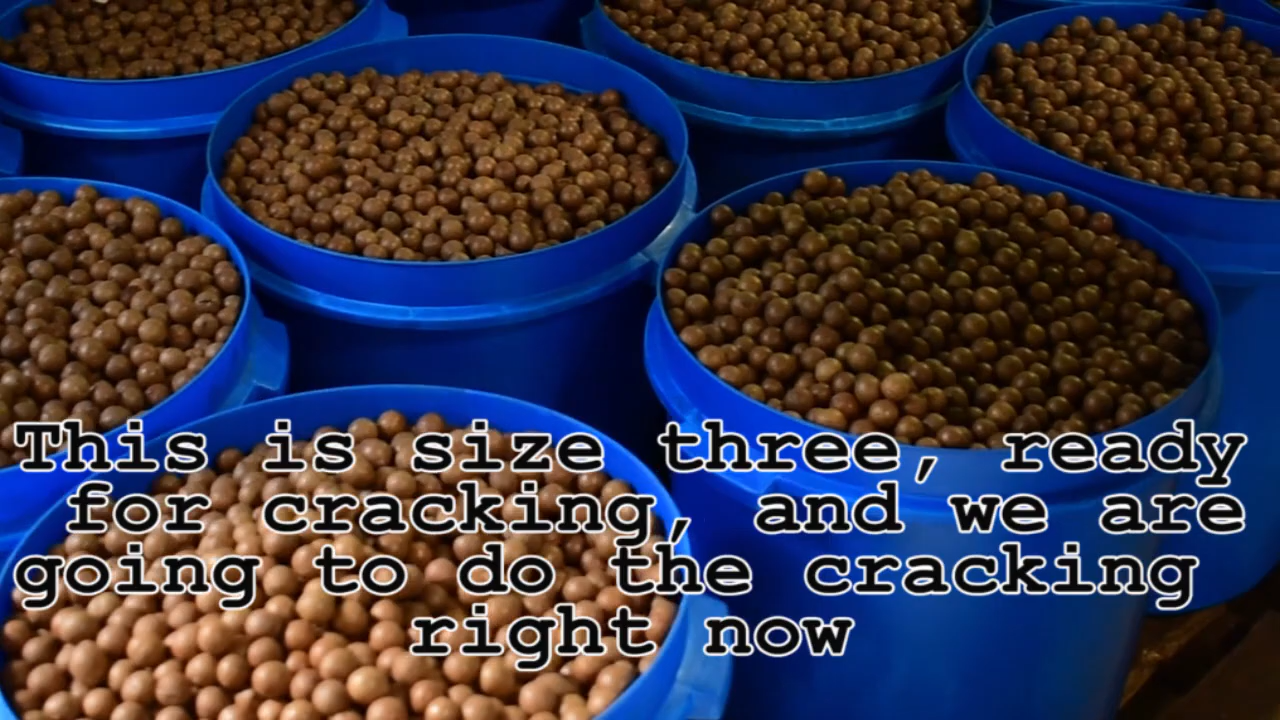 This is size three, ready
for cracking, and we are
going to do the cracking
right now